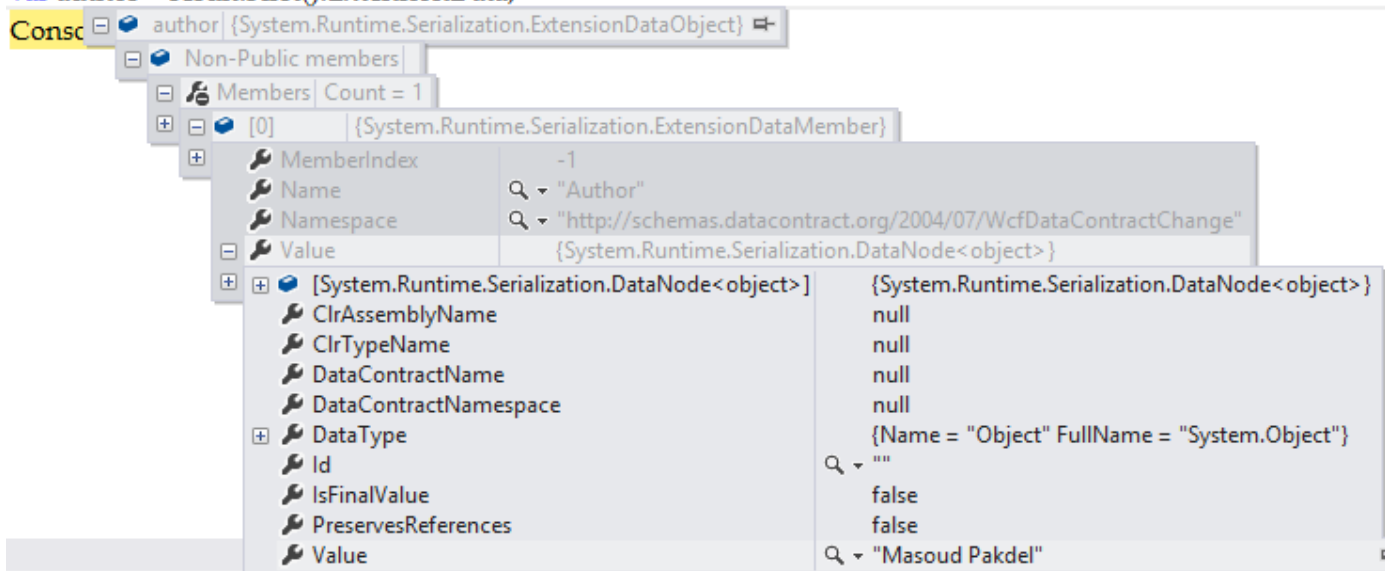 Consc author {System.Runtime.Serialization.ExtensionDataObject}
Non-Public members
Members Count = 1
[0] {System.Runtime.Serialization.ExtensionDataMember}
MemberIndex -1
Name "Author"
Namespace "http://schemas.datacontract.org/2004/07/WcfDataContractChange"
Value {System.Runtime.Serialization.DataNode<object>}
[System.Runtime.Serialization.DataNode<object>] {System.Runtime.Serialization.DataNode<object>}
ClrAssemblyName null
ClrTypeName null
DataContractName null
DataContractNamespace null
DataType {Name = "Object" FullName = "System.Object"}
Id ""
IsFinalValue false
PreservesReferences false
Value "Masoud Pakdel"